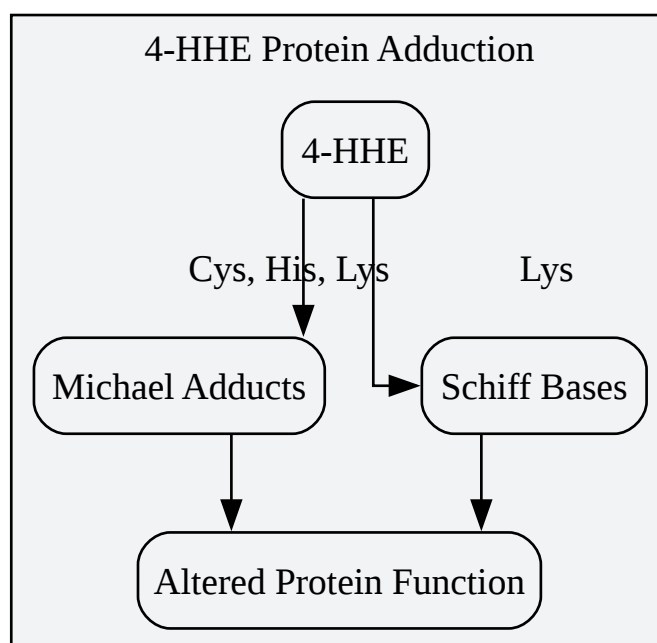 4-HHE Protein Adduction
4-HHE
Cys, His, Lys
Lys
Michael Adducts
Schiff Bases
Altered Protein Function